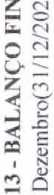 13 - BALANÇO FIN
Dezembro(31/12/202